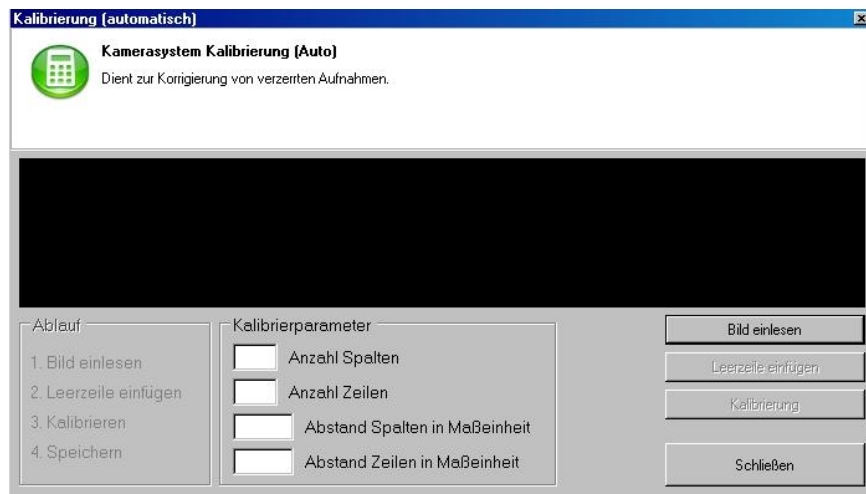 Kalibrierung (automatisch)
Kamerasystem Kalibrierung (Auto)
Dient zur Korrigierung von verzerrten Aufnahmen.
Ablauf
1. Bild einlesen
2. Leerzeile einfügen
3. Kalibrieren
4. Speichern
Kalibrierparameter
Anzahl Spalten
Anzahl Zeilen
Abstand Spalten in Maßeinheit
Abstand Zeilen in Maßeinheit
Bild einlesen
Leerzeile einfügen
Kalibrierung
Schließen